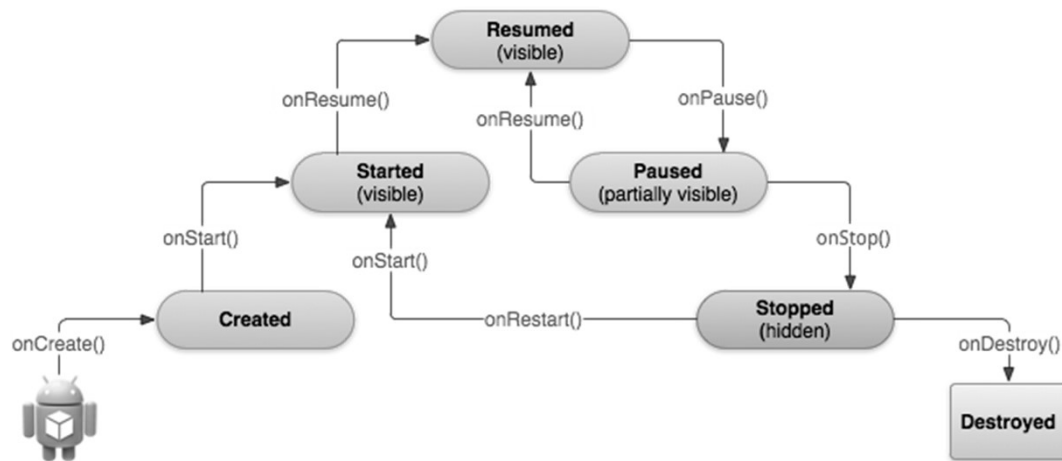 Resumed
(visible)
onResume()
onResume()
onPause()
Started
(visible)
Paused
(partially visible)
onStart()
onStart()
onStop()
Created
onRestart()
Stopped
(hidden)
onCreate()
onDestroy()
Destroyed